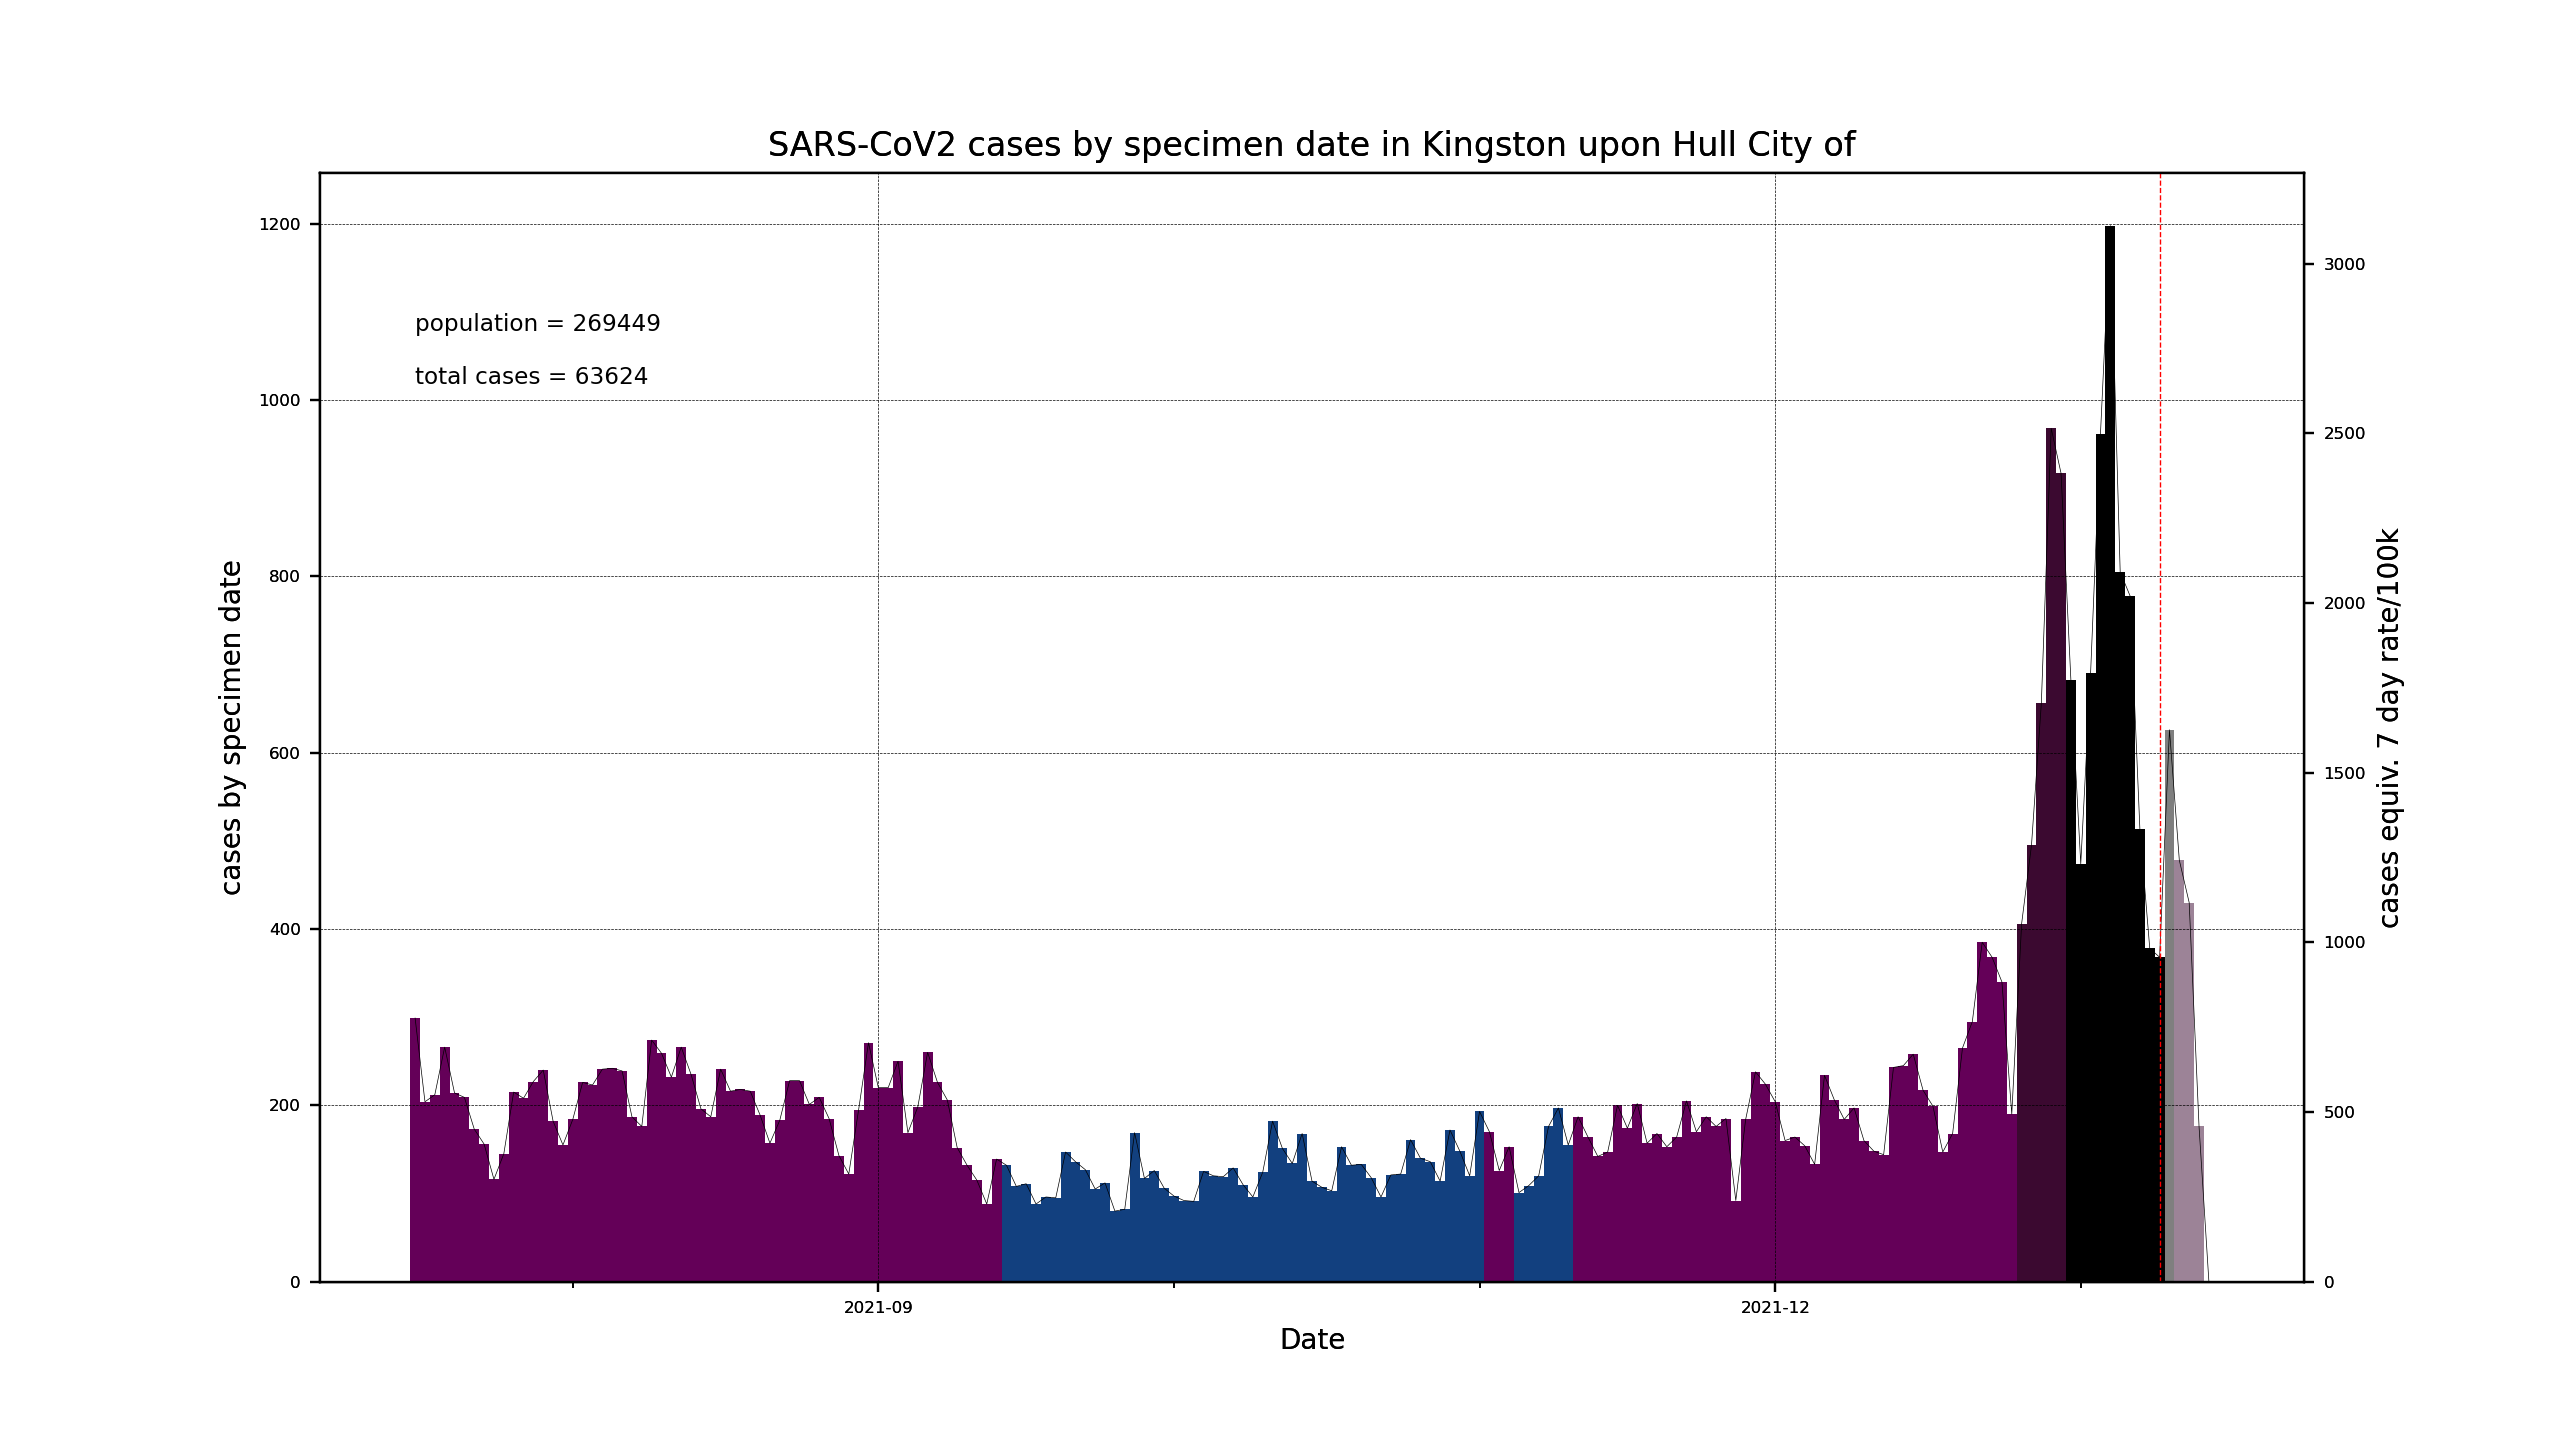 SARS-CoV2 cases by specimen date in Kingston upon Hull City of
population = 269449
total cases = 63624
cases by specimen date
1200
1000
800
600
400
200
0
3000
2500
2000
1500
1000
500
0
cases equiv. 7 day rate/100k
2021-09
2021-12
Date